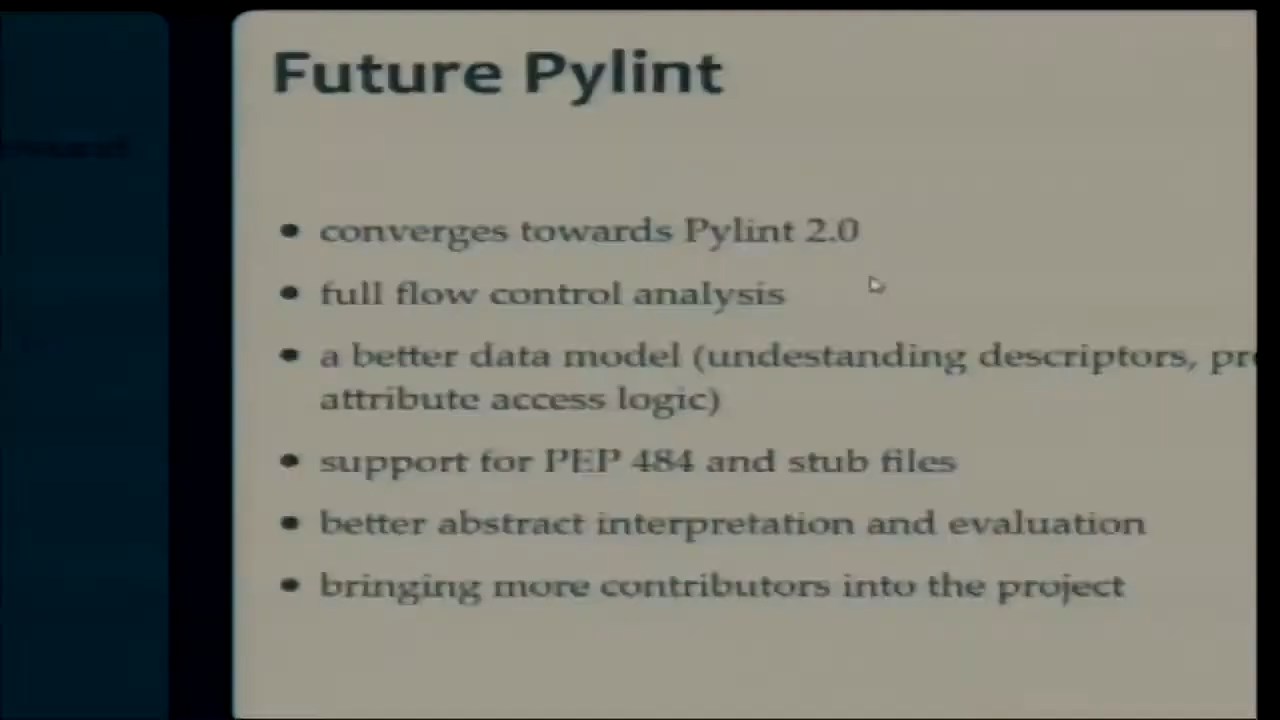 Future Pylint
• converges towards Pylint 2.0
• full flow control analysis
• a better data model (undestanding descriptors,
attribute access logic)
• support for PEP 484 and stub files
• better abstract interpretation and evaluation
• bringing more contributors into the project